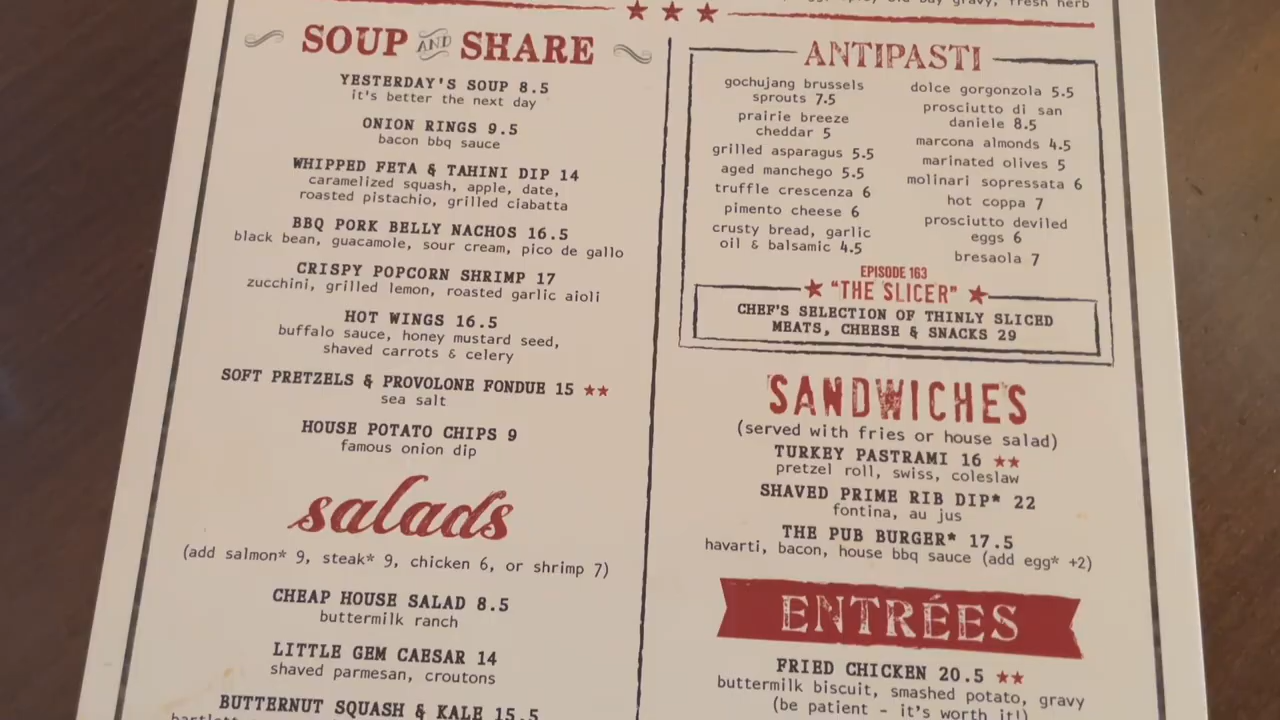 gravy, fresh herb
SOUP AND SHARE
YESTERDAY'S SOUP 8.5
it's better the next day
ONION RINGS 9.5
bacon bbq sauce
WHIPPED FETA & TAHINI DIP 14
caramelized squash, apple, date,
roasted pistachio, grilled ciabatta
BBQ PORK BELLY NACHOS 16.5
black bean, guacamole, sour cream, pico de gallo
CRISPY POPCORN SHRIMP 17
zucchini, grilled lemon, roasted garlic aioli
HOT WINGS 16.5
buffalo sauce, honey mustard seed,
shaved carrots & celery
SOFT PRETZELS & PROVOLONE FONDUE 15 ★★
sea salt
HOUSE POTATO CHIPS 9
famous onion dip
salads
(add salmon* 9, steak* 9, chicken 6, or shrimp 7)
CHEAP HOUSE SALAD 8.5
buttermilk ranch
LITTLE GEM CAESAR 14
shaved parmesan, croutons
BUTTERNUT SQUASH & KALE 15.5
ANTIPASTI
gochujang brussels
sprouts 7.5
prairie breeze
cheddar 5
grilled asparagus 5.5
aged manchego 5.5
truffle crescenza 6
pimento cheese 6
crusty bread, garlic
oil & balsamic 4.5
dolce gorgonzola 5.5
prosciutto di san
daniele 8.5
marcona almonds 4.5
marinated olives 5
molinari sopressata 6
hot coppa 7
prosciutto deviled
eggs 6
bresaola 7
EPISODE 163
★ "THE SLICER" ★
CHEF'S SELECTION OF THINLY SLICED
MEATS, CHEESE & SNACKS 29
SANDWICHES
(served with fries or house salad)
TURKEY PASTRAMI 16 ★★
pretzel roll, swiss, coleslaw
SHAVED PRIME RIB DIP* 22
fontina, au jus
THE PUB BURGER* 17.5
havarti, bacon, house bbq sauce (add egg* +2)
ENTRÉES
FRIED CHICKEN 20.5 ★★
buttermilk biscuit, smashed potato, gravy
(be patient - it's worth it!)